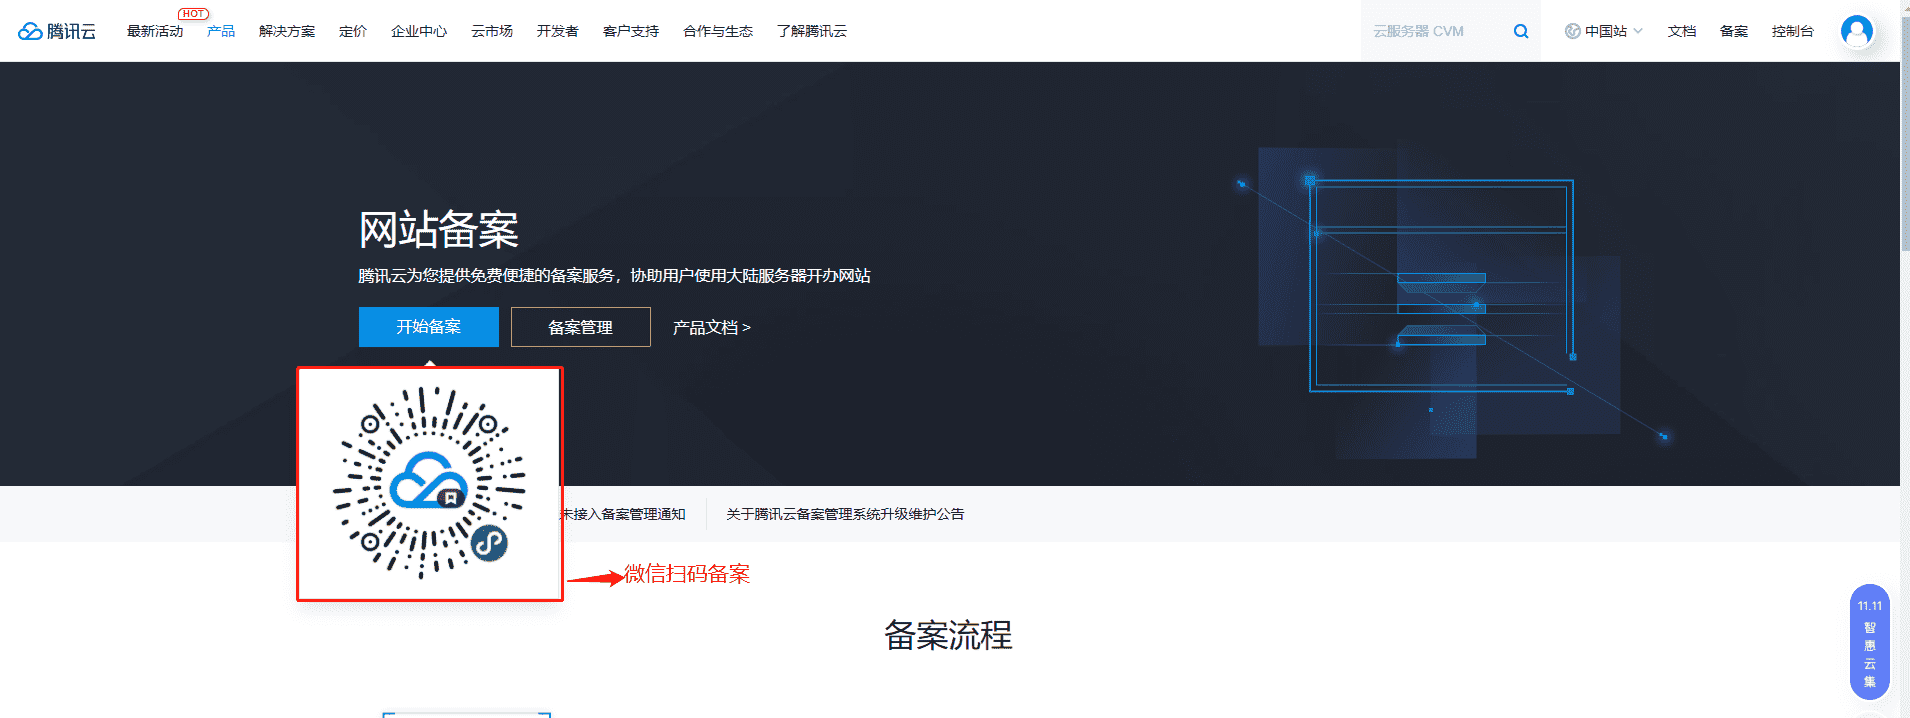 腾讯云
最新活动
HOT
产品
解决方案
定价
企业中心
云市场
开发者
客户支持
合作与生态
了解腾讯云
云服务器 CVM
中国站
文档
备案
控制台
网站备案
腾讯云为您提供免费便捷的备案服务，协助用户使用大陆服务器开办网站
开始备案
备案管理
产品文档 >
未接入备案管理通知
关于腾讯云备案管理系统升级维护公告
微信扫码备案
备案流程
11.11
智
惠
云
集